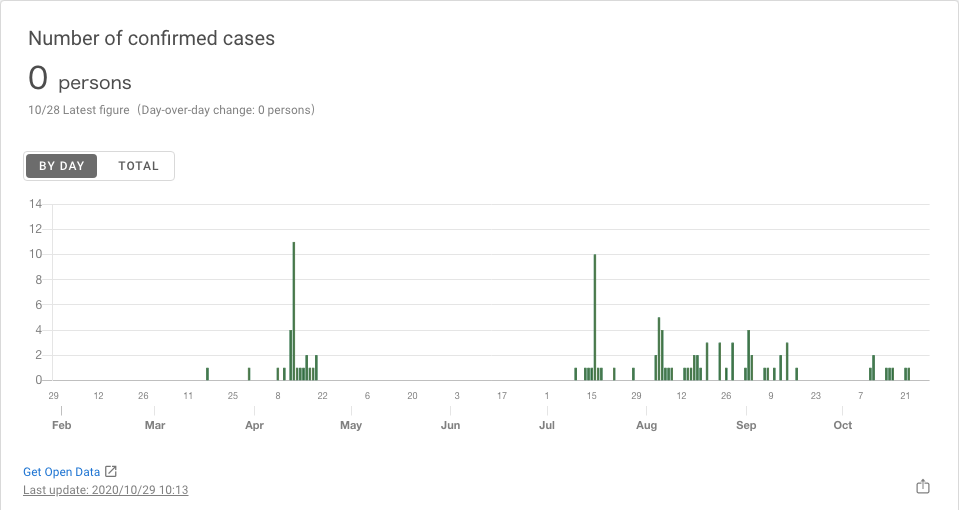 Number of confirmed cases
0 persons
10/28 Latest figure (Day-over-day change: 0 persons)
BY DAY TOTAL
14
12
10
8
6
4
2
0
29 12 26 11 25 8 22 6 20 3 17 1 15 29 12 26 9 23 7 21
Feb Mar Apr May Jun Jul Aug Sep Oct
Get Open Data
Last update: 2020/10/29 10:13